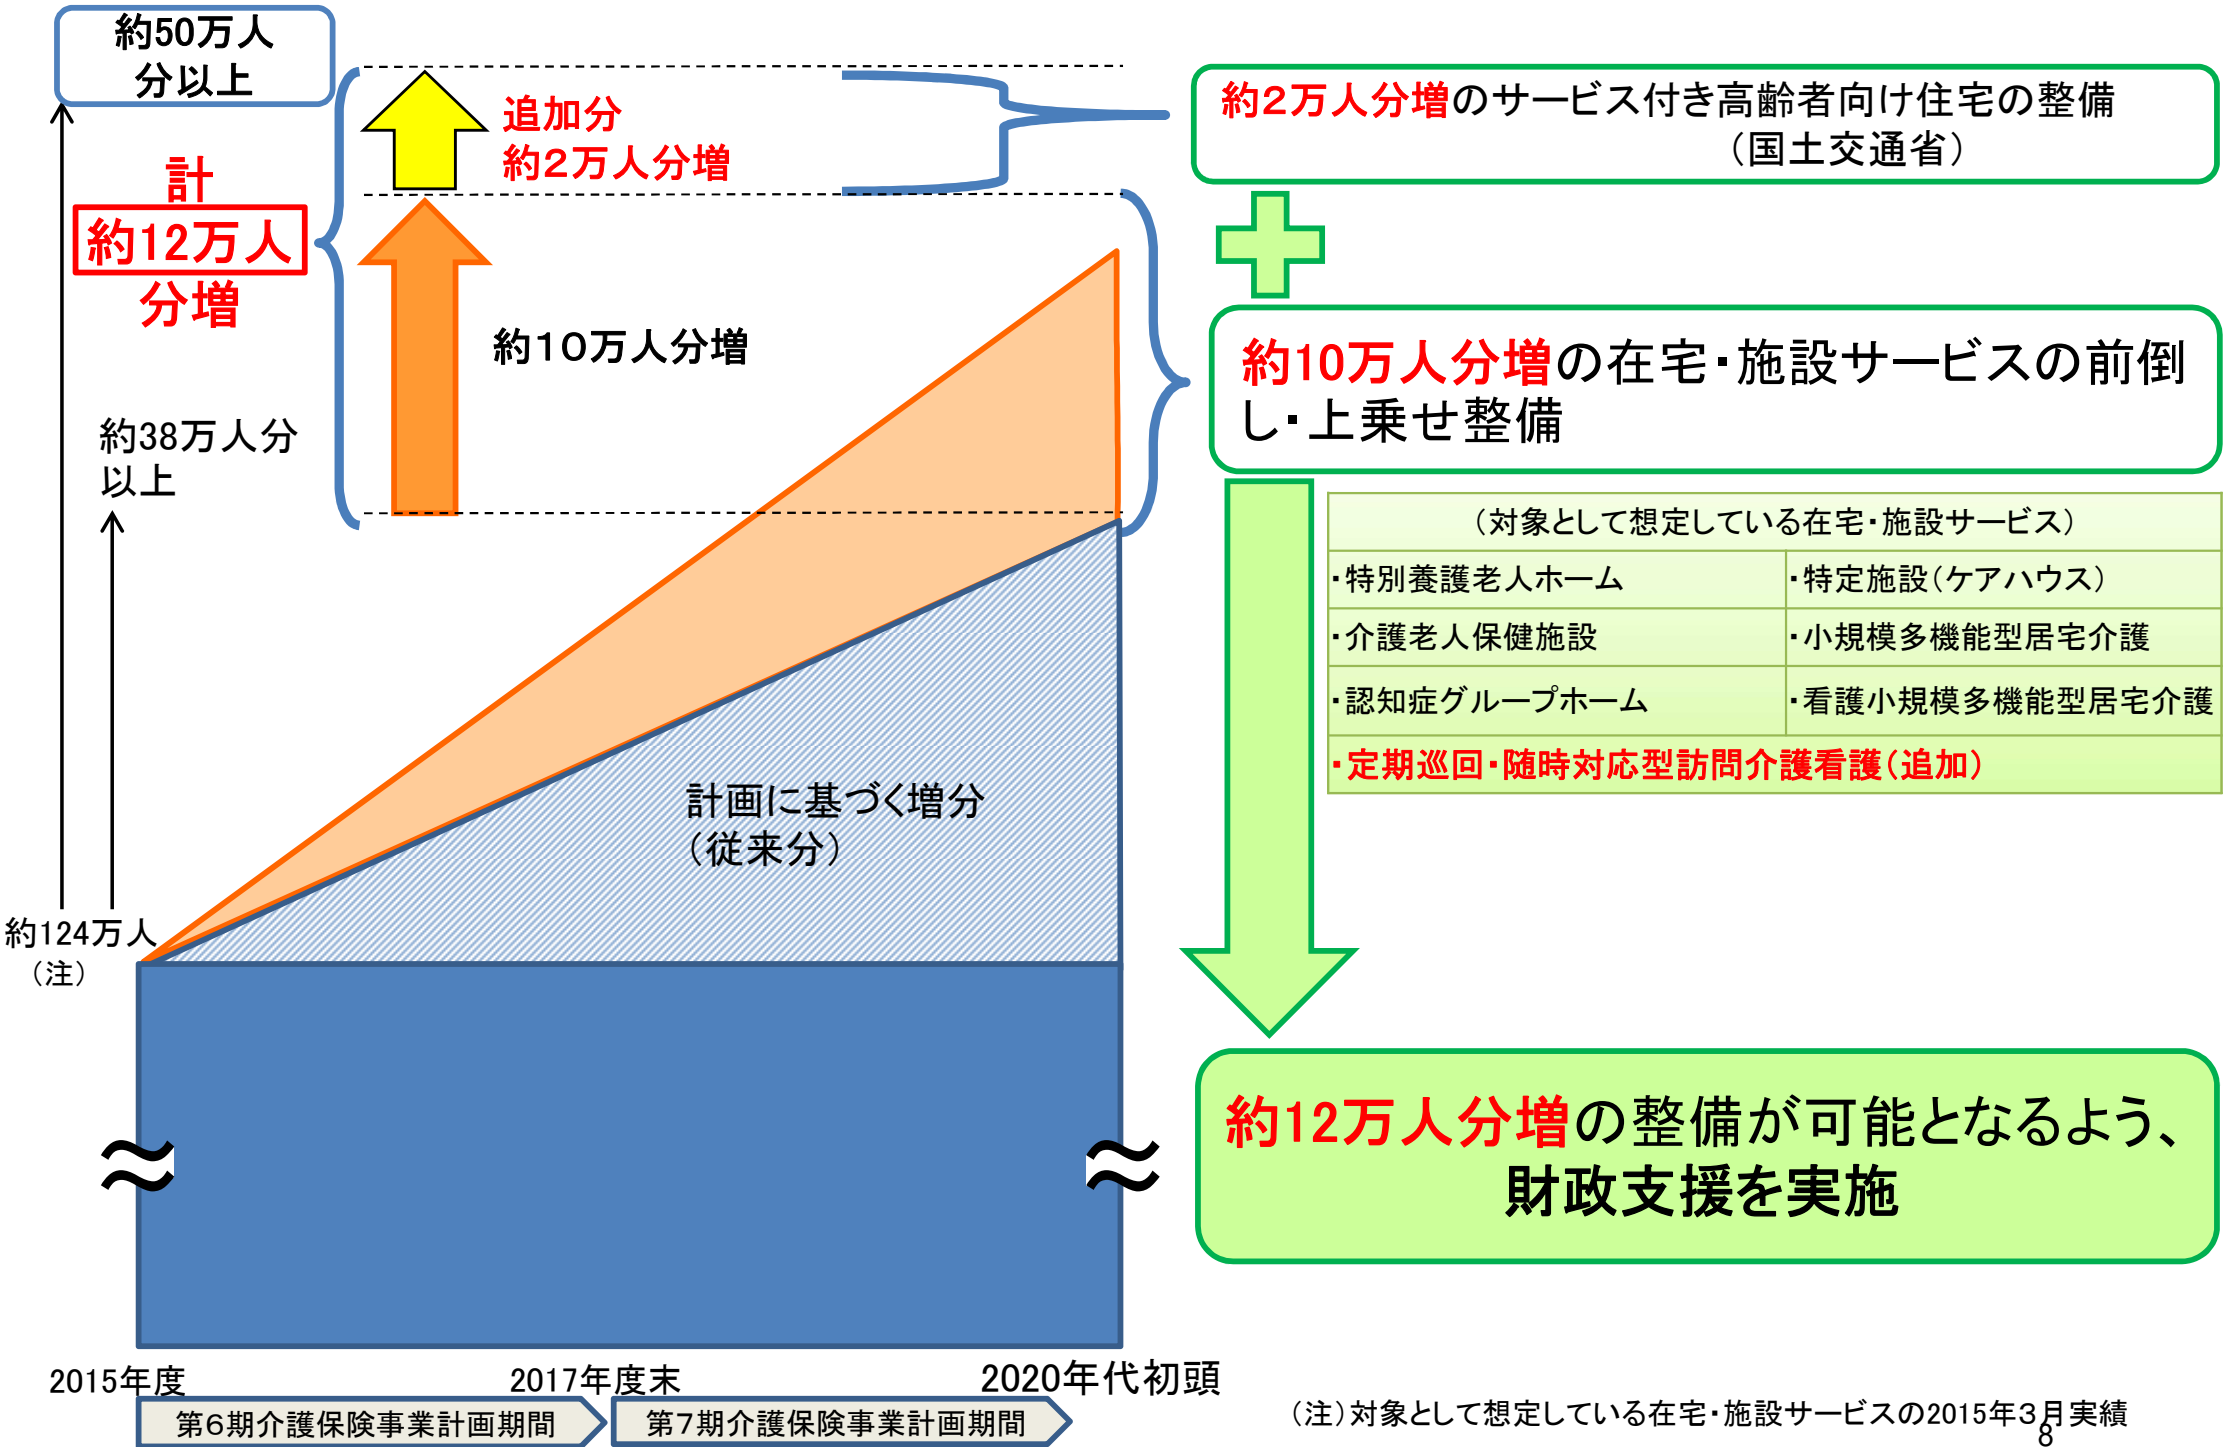 約50万人
分以上
追加分
約２万人分増
計
約12万人
分増
約１０万人分増
約38万人分
以上
計画に基づく増分
（従来分）
約124万人
（注）
2015年度
2017年度末
2020年代初頭
第６期介護保険事業計画期間
第７期介護保険事業計画期間
約２万人分増のサービス付き高齢者向け住宅の整備
（国土交通省）
約10万人分増の在宅・施設サービスの前倒
し・上乗せ整備
（対象として想定している在宅・施設サービス）
・特別養護老人ホーム
・特定施設（ケアハウス）
・介護老人保健施設
・小規模多機能型居宅介護
・認知症グループホーム
・看護小規模多機能型居宅介護
・定期巡回・随時対応型訪問介護看護（追加）
約12万人分増の整備が可能となるよう、
財政支援を実施
（注）対象として想定している在宅・施設サービスの2015年３月実績
8